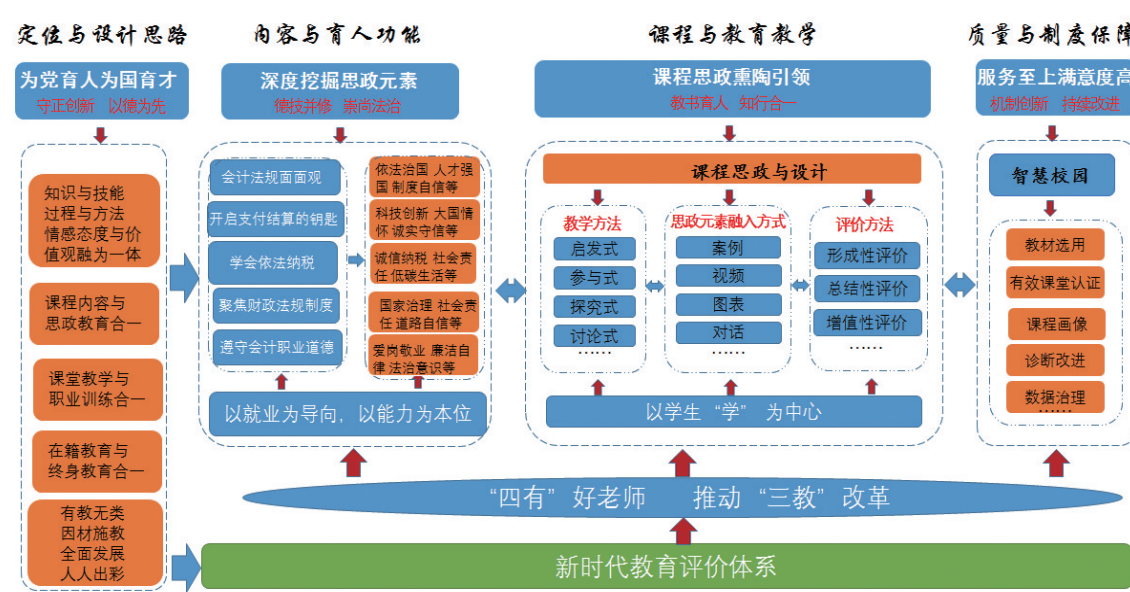 定位与设计思路
内容与育人功能
课程与教育教学
质量与制度保障
为党育人为国育才
守正创新 以德为先
深度挖掘思政元素
德技并修 崇尚法治
课程思政熏陶引领
教书育人 知行合一
服务至上满意度高
机制创新 持续改进
知识与技能
过程与方法
情感态度与价
值观融为一体
课程内容与
思政教育合一
课堂教学与
职业训练合一
在籍教育与
终身教育合一
有教无类
因材施教
全面发展
人人出彩
会计法规面面观
开启支付结算的钥匙
学会依法纳税
聚焦财政法规制度
遵守会计职业道德
依法治国 人才强
国 制度自信等
科技创新 大国情
怀 诚实守信等
诚信纳税 社会责
任 低碳生活等
国家治理 社会责
任 道路自信等
爱岗敬业 廉洁自
律 法治意识等
以就业为导向，以能力为本位
课程思政与设计
教学方法
启发式
参与式
探究式
讨论式
……
思政元素融入方式
案例
视频
图表
对话
……
评价方法
形成性评价
总结性评价
增值性评价
……
以学生“学”为中心
智慧校园
教材选用
有效课堂认证
课程画像
诊断改进
数据治理
……
“四有”好老师 推动“三教”改革
新时代教育评价体系